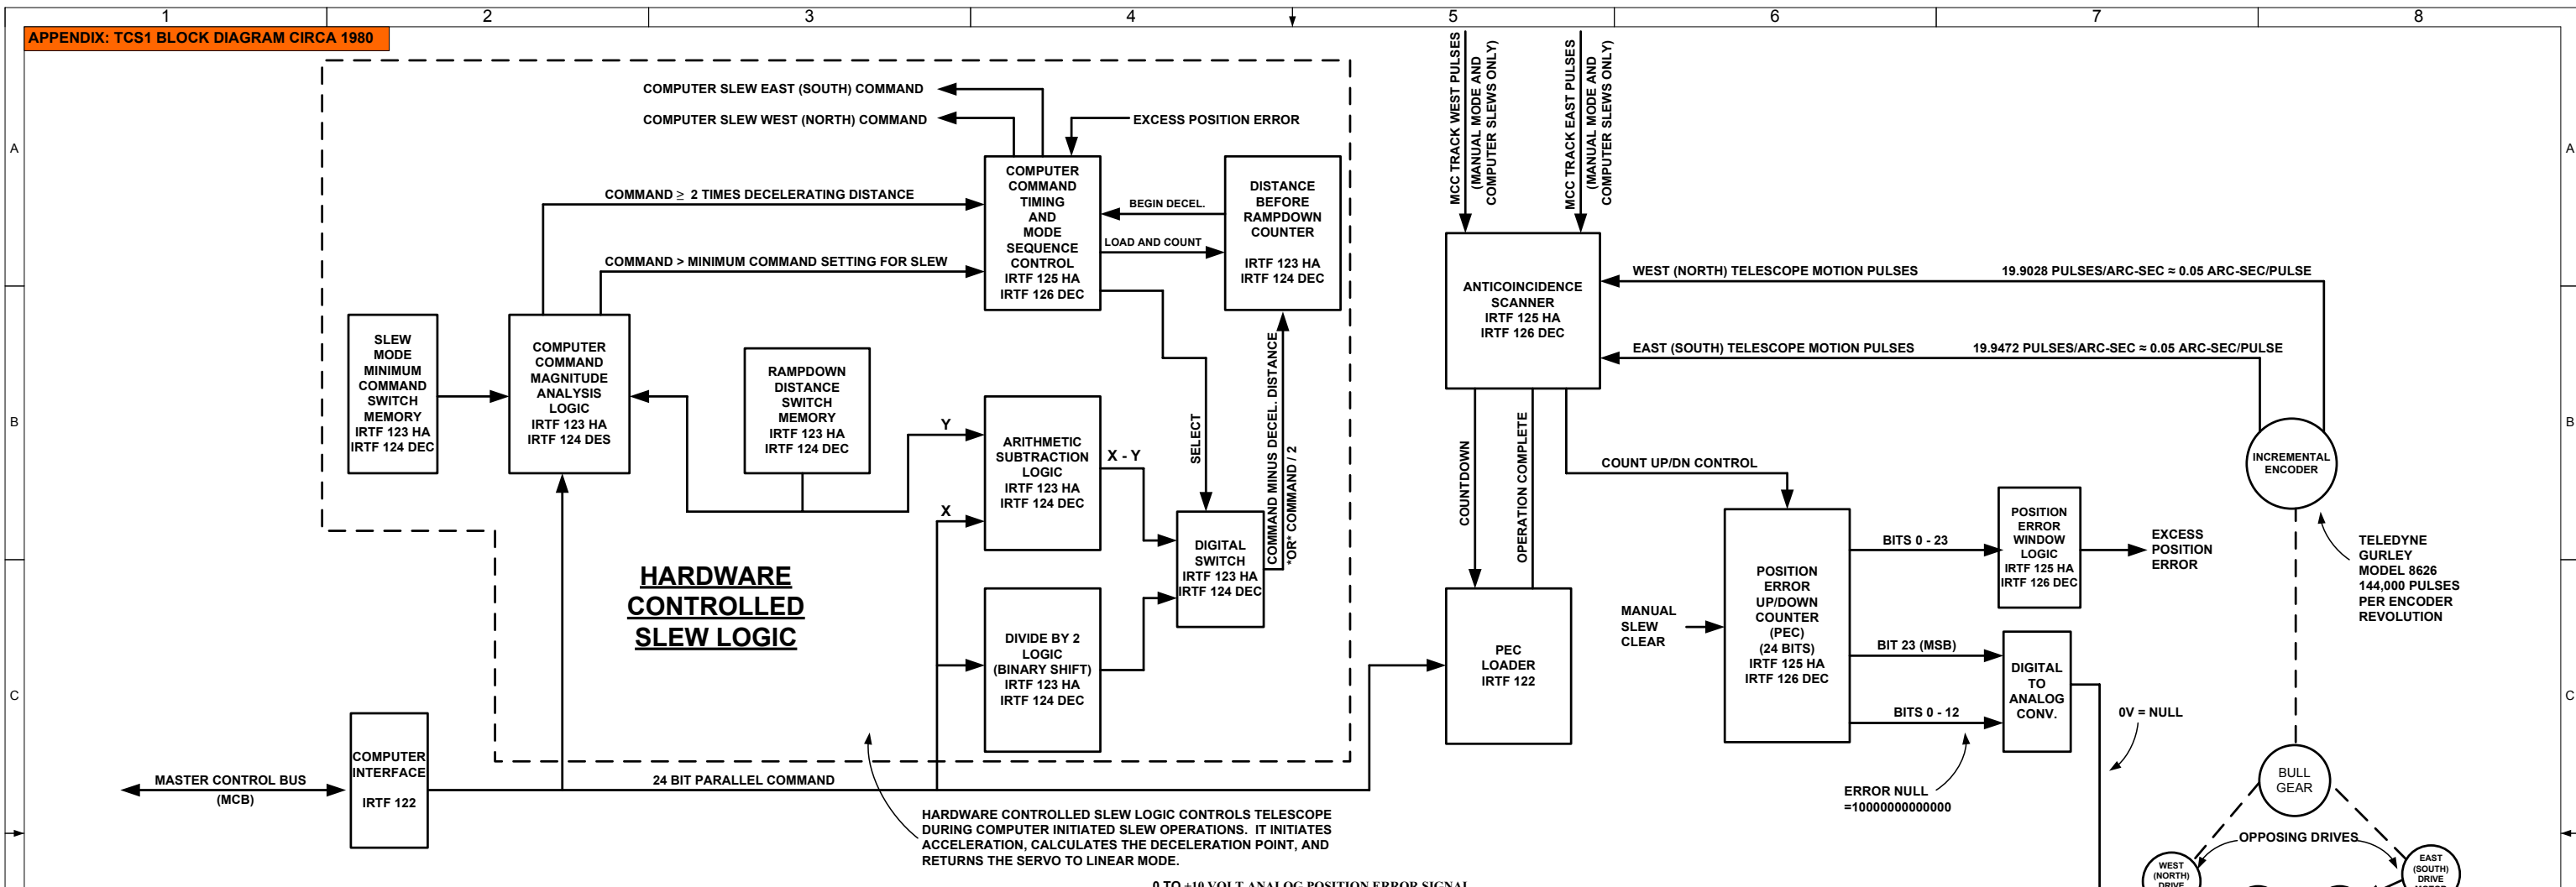 1
2
3
4
5
6
7
8
APPENDIX: TCS1 BLOCK DIAGRAM CIRCA 1980
A
A
B
B
C
C
COMPUTER SLEW EAST (SOUTH) COMMAND
COMPUTER SLEW WEST (NORTH) COMMAND
EXCESS POSITION ERROR
COMMAND ≥ 2 TIMES DECELERATING DISTANCE
COMMAND > MINIMUM COMMAND SETTING FOR SLEW
COMPUTER
COMMAND
TIMING
AND
MODE
SEQUENCE
CONTROL
IRTF 125 HA
IRTF 126 DEC
BEGIN DECEL.
LOAD AND COUNT
DISTANCE
BEFORE
RAMPDOWN
COUNTER
IRTF 123 HA
IRTF 124 DEC
MCC TRACK WEST PULSES
(MANUAL MODE AND
COMPUTER SLEWS ONLY)
MCC TRACK EAST PULSES
(MANUAL MODE AND
COMPUTER SLEWS ONLY)
ANTICOINCIDENCE
SCANNER
IRTF 125 HA
IRTF 126 DEC
WEST (NORTH) TELESCOPE MOTION PULSES
19.9028 PULSES/ARC-SEC ≈ 0.05 ARC-SEC/PULSE
EAST (SOUTH) TELESCOPE MOTION PULSES
19.9472 PULSES/ARC-SEC ≈ 0.05 ARC-SEC/PULSE
SLEW
MODE
MINIMUM
COMMAND
SWITCH
MEMORY
IRTF 123 HA
IRTF 124 DEC
COMPUTER
COMMAND
MAGNITUDE
ANALYSIS
LOGIC
IRTF 123 HA
IRTF 124 DES
RAMPDOWN
DISTANCE
SWITCH
MEMORY
IRTF 123 HA
IRTF 124 DEC
Y
X
ARITHMETIC
SUBTRACTION
LOGIC
IRTF 123 HA
IRTF 124 DEC
X - Y
SELECT
COMMAND MINUS DECEL. DISTANCE
*OR* COMMAND / 2
DIGITAL
SWITCH
IRTF 123 HA
IRTF 124 DEC
COUNTDOWN
OPERATION COMPLETE
COUNT UP/DN CONTROL
INCREMENTAL
ENCODER
TELEDYNE
GURLEY
MODEL 8626
144,000 PULSES
PER ENCODER
REVOLUTION
POSITION
ERROR
WINDOW
LOGIC
IRTF 125 HA
IRTF 126 DEC
EXCESS
POSITION
ERROR
BITS 0 - 23
POSITION
ERROR
UP/DOWN
COUNTER
(PEC)
(24 BITS)
IRTF 125 HA
IRTF 126 DEC
MANUAL
SLEW
CLEAR
BIT 23 (MSB)
BITS 0 - 12
DIGITAL
TO
ANALOG
CONV.
0V = NULL
ERROR NULL
=10000000000000
HARDWARE
CONTROLLED
SLEW LOGIC
DIVIDE BY 2
LOGIC
(BINARY SHIFT)
IRTF 123 HA
IRTF 124 DEC
PEC
LOADER
IRTF 122
COMPUTER
INTERFACE
IRTF 122
MASTER CONTROL BUS
(MCB)
24 BIT PARALLEL COMMAND
HARDWARE CONTROLLED SLEW LOGIC CONTROLS TELESCOPE
DURING COMPUTER INITIATED SLEW OPERATIONS. IT INITIATES
ACCELERATION, CALCULATES THE DECELERATION POINT, AND
RETURNS THE SERVO TO LINEAR MODE.
BULL
GEAR
OPPOSING DRIVES
WEST
(NORTH)
DRIVE
EAST
(SOUTH)
DRIVE
MOTOR
0 TO ±10 VOLT ANALOG POSITION ERROR SIGNAL